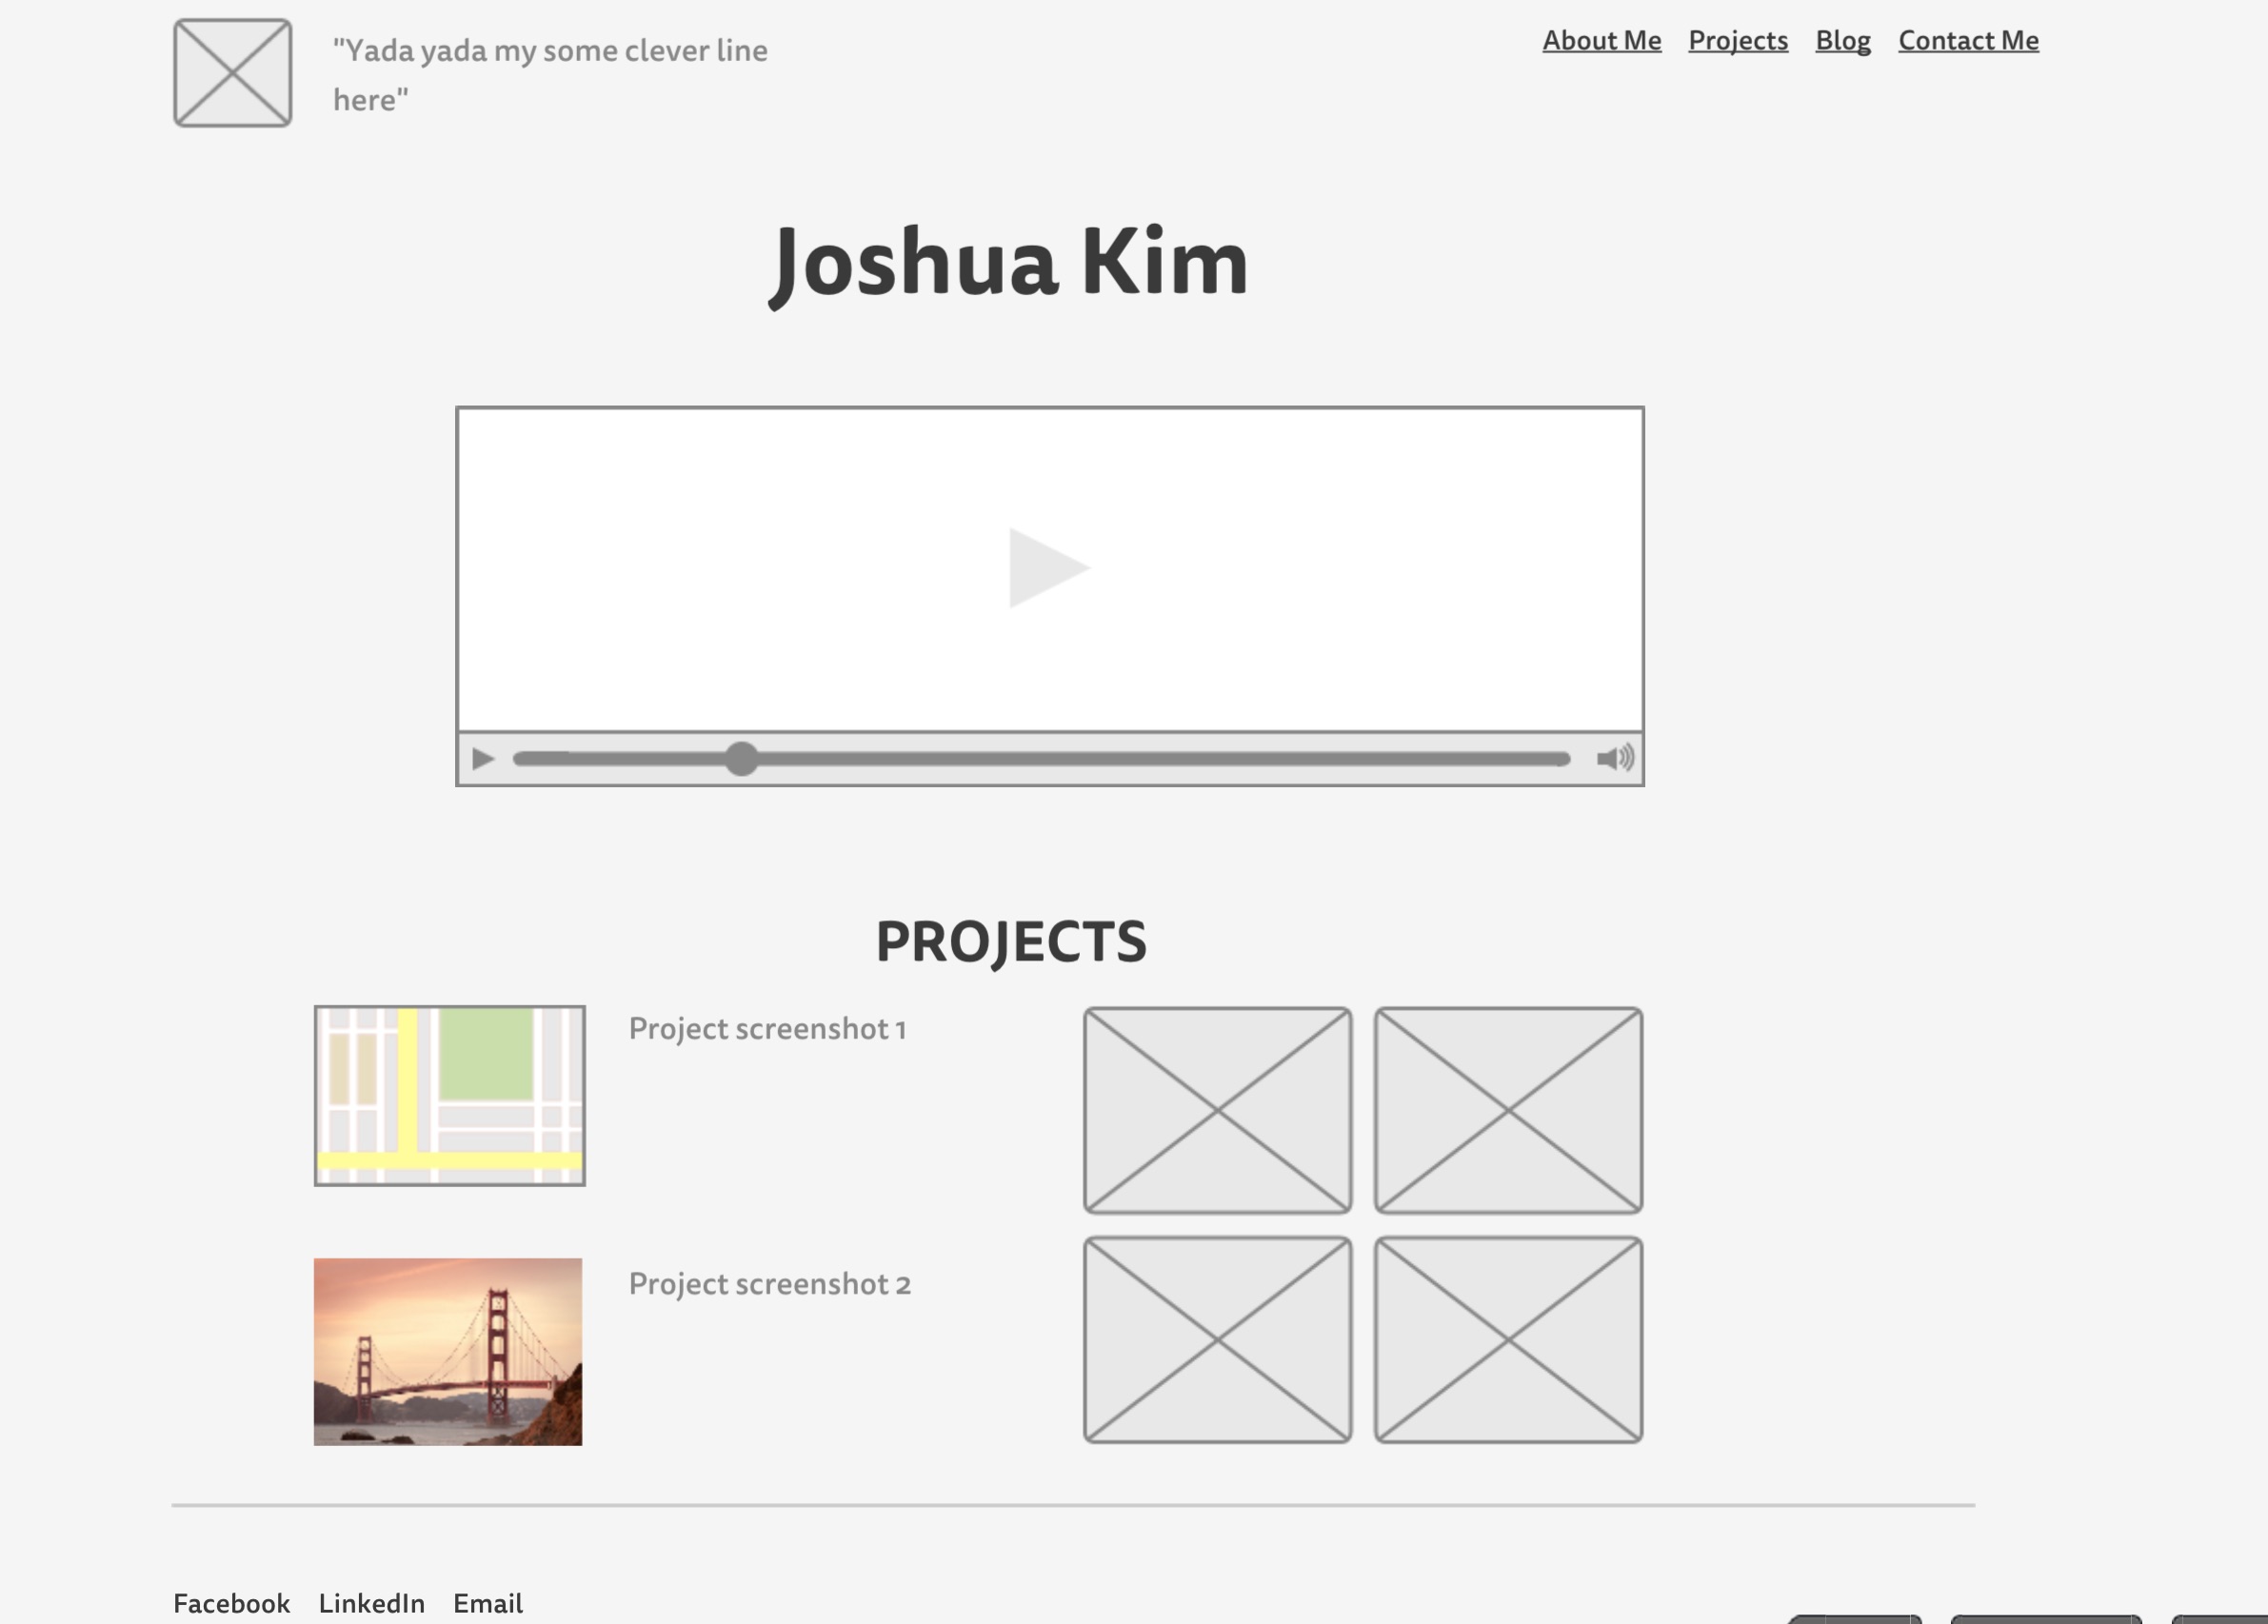 "Yada yada my some clever line
here"
About Me Projects Blog Contact Me
Joshua Kim
PROJECTS
Project screenshot 1
Project screenshot 2
Facebook LinkedIn Email